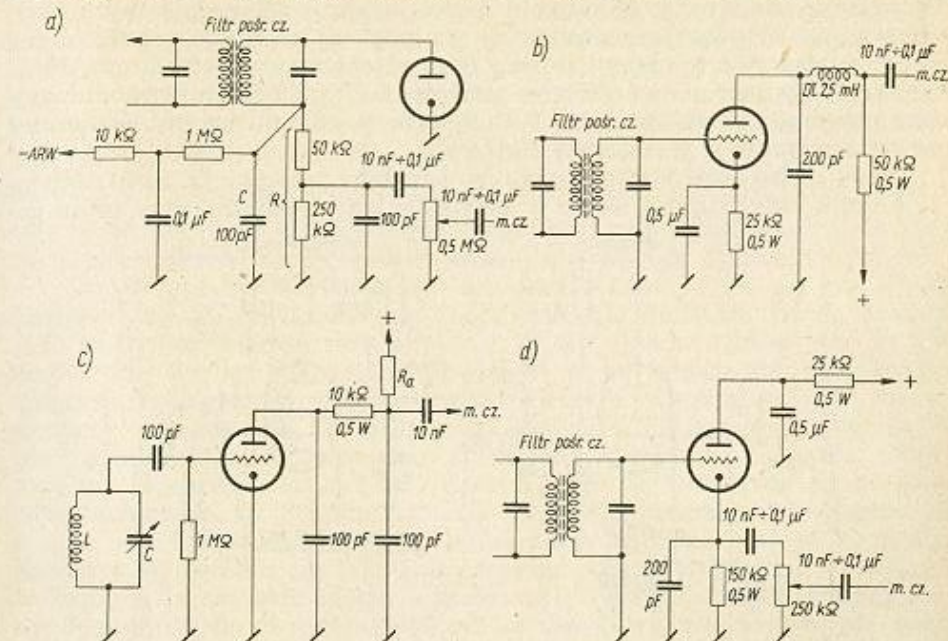 a)
Filtr pośr. cz.
-ARW
10 kΩ
1 MΩ
0,1 μF
C
100 pF
R
50 kΩ
250
kΩ
10 nF÷0,1 μF
100 pF
10 nF÷0,1 μF
m. cz.
0,5 MΩ
b)
Filtr pośr. cz.
0,5 μF
25 kΩ
0,5 W
200 pF
Dł. 2,5 mH
10 nF÷0,1 μF
m. cz.
50 kΩ
0,5 W
+
c)
L
C
100 pF
1 MΩ
100 pF
10 kΩ
0,5 W
100 pF
+
Ra
10 nF
m. cz.
d)
Filtr pośr. cz.
25 kΩ
0,5 W
+
0,5 μF
200
pF
150 kΩ
0,5 W
10 nF÷0,1 μF
10 nF÷0,1 μF
250 kΩ
m. cz.